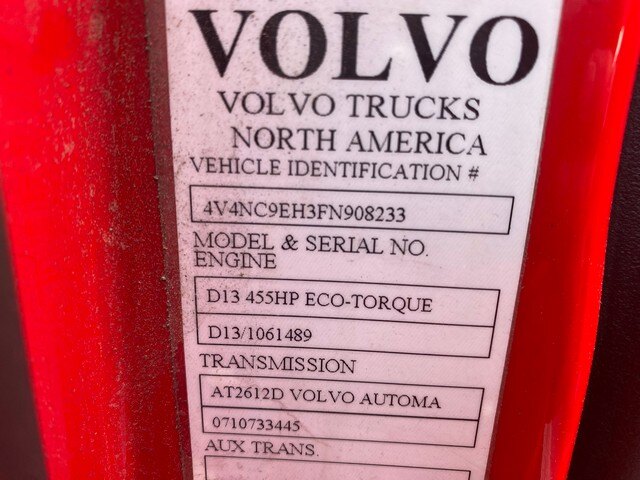 VOLVO
VOLVO TRUCKS
NORTH AMERICA
VEHICLE IDENTIFICATION #
4V4NC9EH3FN908233
MODEL & SERIAL NO.
ENGINE
D13 455HP ECO-TORQUE
D13/1061489
TRANSMISSION
AT2612D VOLVO AUTOMA
0710733445
AUX TRANS.